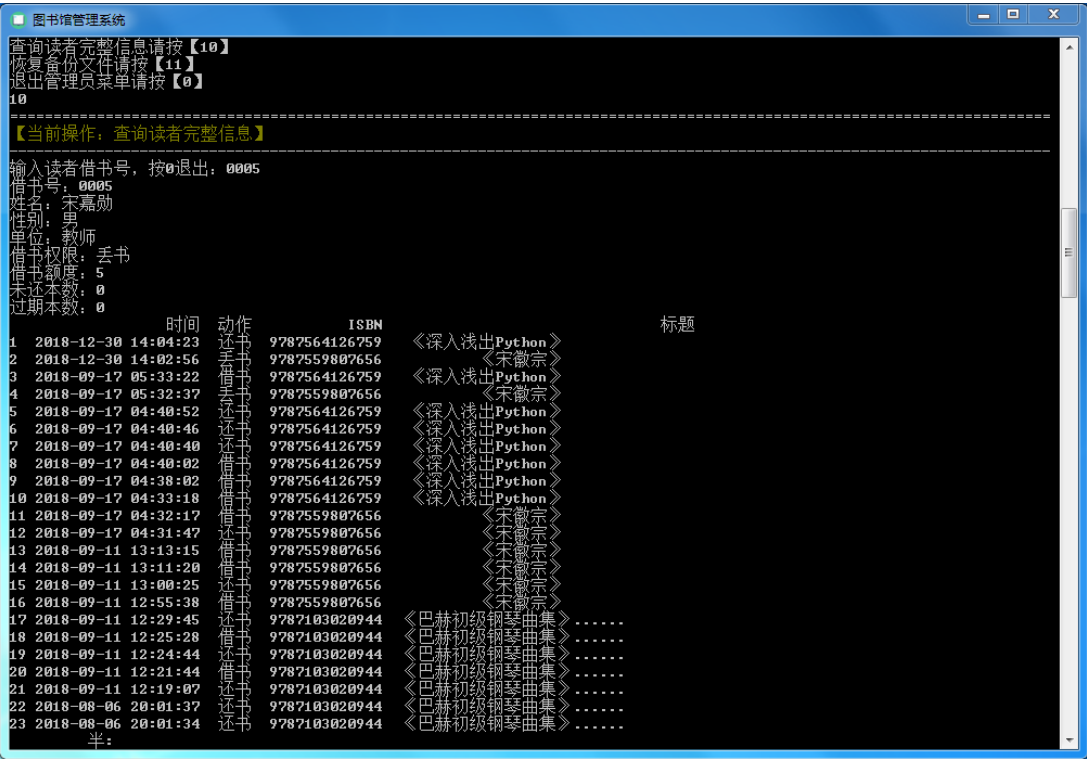 图书馆管理系统
查询读者完整信息请按【10】
恢复备份文件请按【11】
退出管理员菜单请按【0】
10
【当前操作：查询读者完整信息】
输入读者借书号，按0退出：0005
借书号：0005
姓名：宋嘉勋
性别：男
单位：教师
借书权限：丢书
借书额度：5
未还本数：0
过期本数：0
时间 动作 ISBN 标题
1 2018-12-30 14:04:23 还书 9787564126759 《深入浅出Python》
2 2018-12-30 14:02:56 丢书 9787559807656 《宋徽宗》
3 2018-09-17 05:33:22 借书 9787564126759 《深入浅出Python》
4 2018-09-17 05:32:37 丢书 9787559807656 《宋徽宗》
5 2018-09-17 04:40:52 还书 9787564126759 《深入浅出Python》
6 2018-09-17 04:40:46 还书 9787564126759 《深入浅出Python》
7 2018-09-17 04:40:40 还书 9787564126759 《深入浅出Python》
8 2018-09-17 04:40:02 借书 9787564126759 《深入浅出Python》
9 2018-09-17 04:38:02 借书 9787564126759 《深入浅出Python》
10 2018-09-17 04:33:18 借书 9787564126759 《深入浅出Python》
11 2018-09-17 04:32:17 借书 9787559807656 《宋徽宗》
12 2018-09-17 04:31:47 还书 9787559807656 《宋徽宗》
13 2018-09-11 13:13:15 借书 9787559807656 《宋徽宗》
14 2018-09-11 13:11:20 借书 9787559807656 《宋徽宗》
15 2018-09-11 13:00:25 还书 9787559807656 《宋徽宗》
16 2018-09-11 12:55:38 借书 9787559807656 《宋徽宗》
17 2018-09-11 12:29:45 还书 9787103020944 《巴赫初级钢琴曲集》......
18 2018-09-11 12:25:28 借书 9787103020944 《巴赫初级钢琴曲集》......
19 2018-09-11 12:24:44 还书 9787103020944 《巴赫初级钢琴曲集》......
20 2018-09-11 12:21:44 借书 9787103020944 《巴赫初级钢琴曲集》......
21 2018-09-11 12:19:07 还书 9787103020944 《巴赫初级钢琴曲集》......
22 2018-08-06 20:01:37 还书 9787103020944 《巴赫初级钢琴曲集》......
23 2018-08-06 20:01:34 还书 9787103020944 《巴赫初级钢琴曲集》......
半：